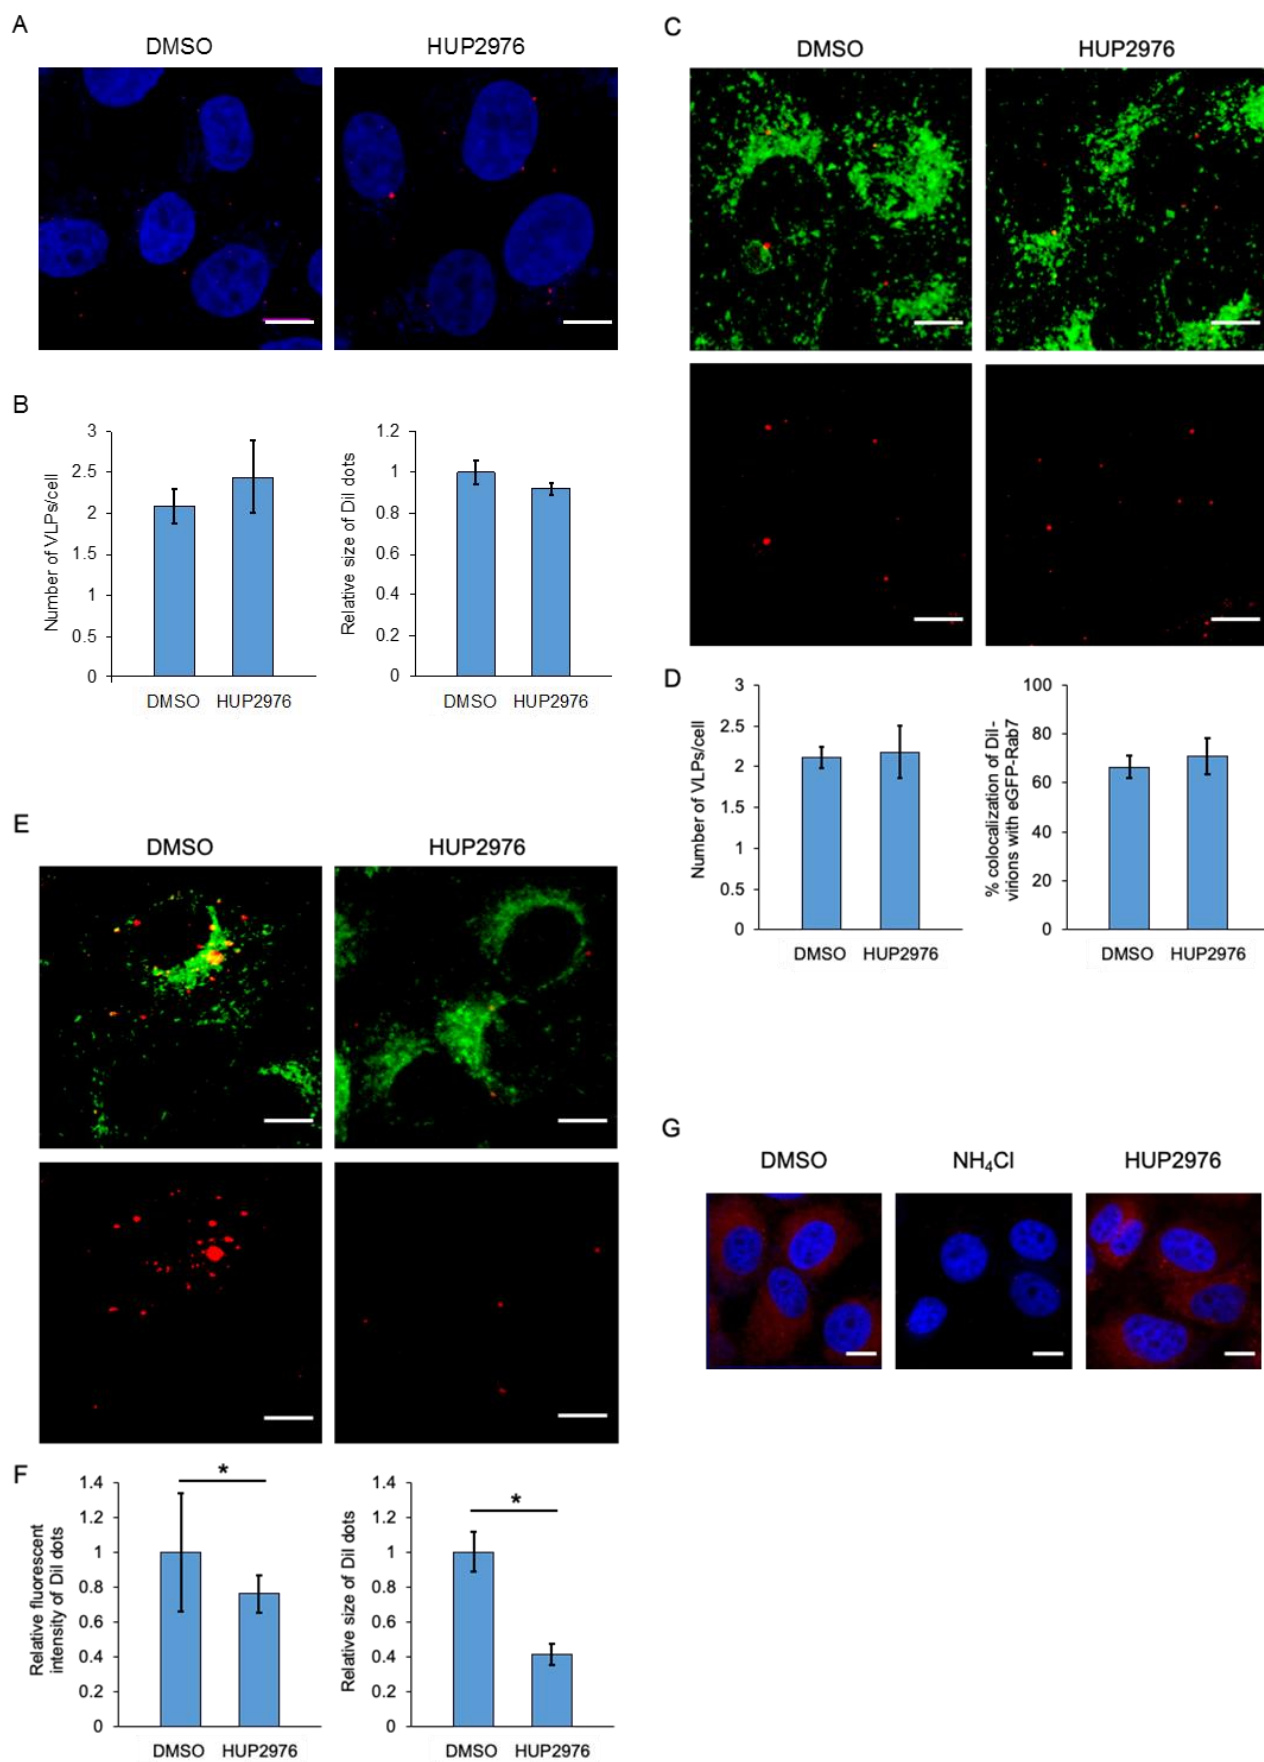 A
DMSO
HUP2976
B
Number of VLPs/cell
3
2.5
2
1.5
1
0.5
0
DMSO
HUP2976
Relative size of DiI dots
1.2
1
0.8
0.6
0.4
0.2
0
DMSO
HUP2976
C
DMSO
HUP2976
D
Number of VLPs/cell
3
2.5
2
1.5
1
0.5
0
DMSO
HUP2976
% colocalization of DiI-
virions with eGFP-Rab7
100
80
60
40
20
0
DMSO
HUP2976
E
DMSO
HUP2976
F
Relative fluorescent
intensity of DiI dots
1.4
1.2
1
0.8
0.6
0.4
0.2
0
*
DMSO
HUP2976
Relative size of DiI dots
1.4
1.2
1
0.8
0.6
0.4
0.2
0
*
DMSO
HUP2976
G
DMSO
NH₄Cl
HUP2976